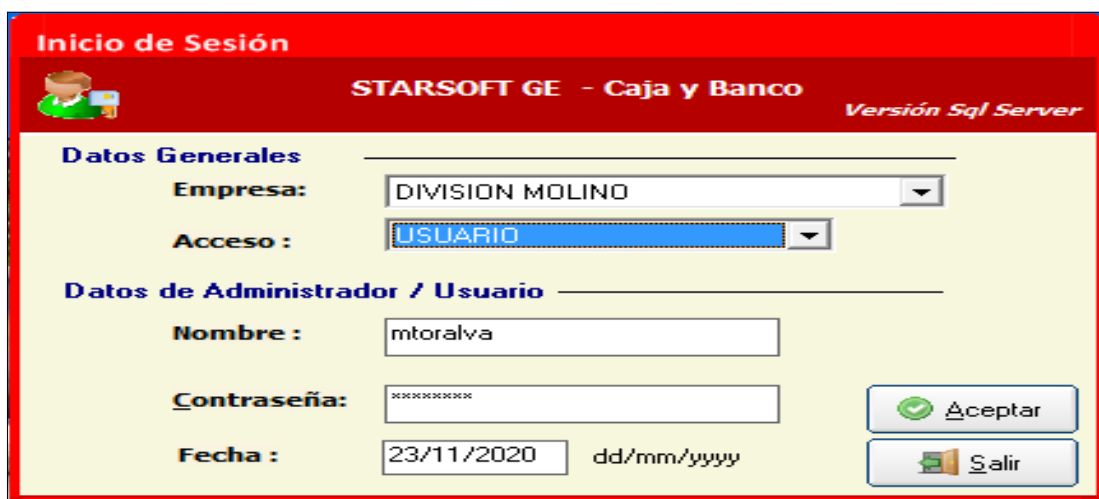 Inicio de Sesión
STARSOFT GE - Caja y Banco
Versión Sql Server
Datos Generales
Empresa: DIVISION MOLINO
Acceso : USUARIO
Datos de Administrador / Usuario
Nombre : mtoralva
Contraseña: ********
Aceptar
Fecha : 23/11/2020 dd/mm/yyyy
Salir